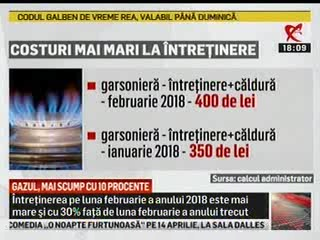 CODUL GALBEN DE VREME REA, VALABIL PÂNĂ DUMINICĂ.
COSTURI MAI MARI LA ÎNTREȚINERE
18:09
garsonieră - întreținere+căldură
- februarie 2018 - 400 de lei
garsonieră - întreținere+căldură
- ianuarie 2018 - 350 de lei
Sursa: calcul administrator
GAZUL, MAI SCUMP CU 10 PROCENTE
Întreținerea pe luna februarie a anului 2018 este mai
mare și cu 30% față de luna februarie a anului trecut
COMEDIA „O NOAPTE FURTUNOASĂ” PE 14 APRILIE, LA SALA DALLES